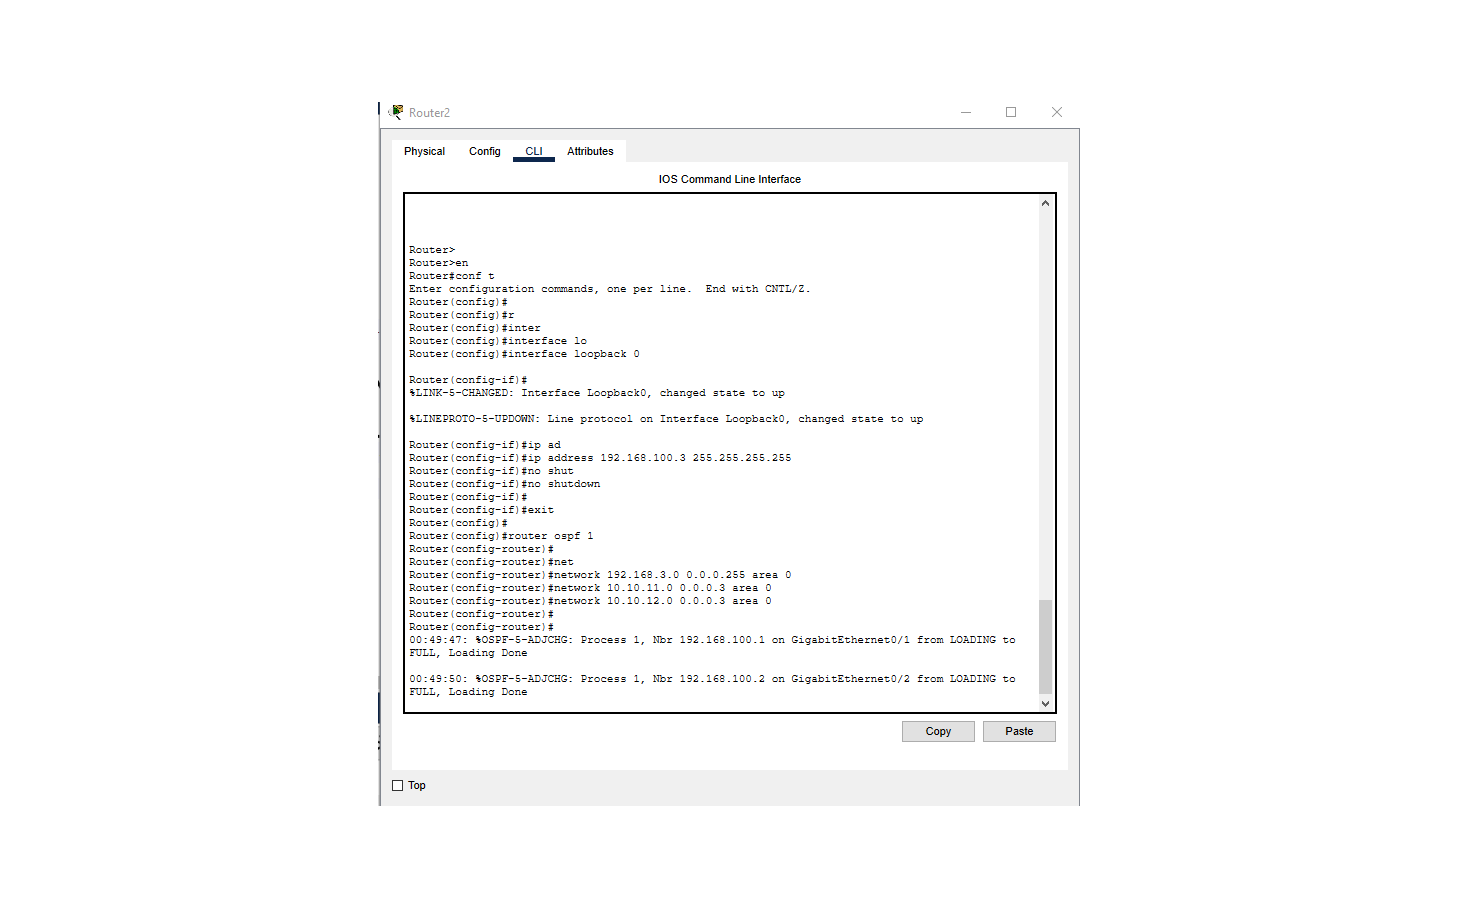 Router2
Physical Config CLI Attributes
IOS Command Line Interface
Router>
Router>en
Router#conf t
Enter configuration commands, one per line.  End with CNTL/Z.
Router(config)#
Router(config)#r
Router(config)#inter
Router(config)#interface lo
Router(config)#interface loopback 0
Router(config-if)#
%LINK-5-CHANGED: Interface Loopback0, changed state to up
%LINEPROTO-5-UPDOWN: Line protocol on Interface Loopback0, changed state to up
Router(config-if)#ip ad
Router(config-if)#ip address 192.168.100.3 255.255.255.255
Router(config-if)#no shut
Router(config-if)#no shutdown
Router(config-if)#
Router(config-if)#exit
Router(config)#
Router(config)#router ospf 1
Router(config-router)#
Router(config-router)#net
Router(config-router)#network 192.168.3.0 0.0.0.255 area 0
Router(config-router)#network 10.10.11.0 0.0.0.3 area 0
Router(config-router)#network 10.10.12.0 0.0.0.3 area 0
Router(config-router)#
Router(config-router)#
00:49:47: %OSPF-5-ADJCHG: Process 1, Nbr 192.168.100.1 on GigabitEthernet0/1 from LOADING to
FULL, Loading Done
00:49:50: %OSPF-5-ADJCHG: Process 1, Nbr 192.168.100.2 on GigabitEthernet0/2 from LOADING to
FULL, Loading Done
Copy Paste
Top